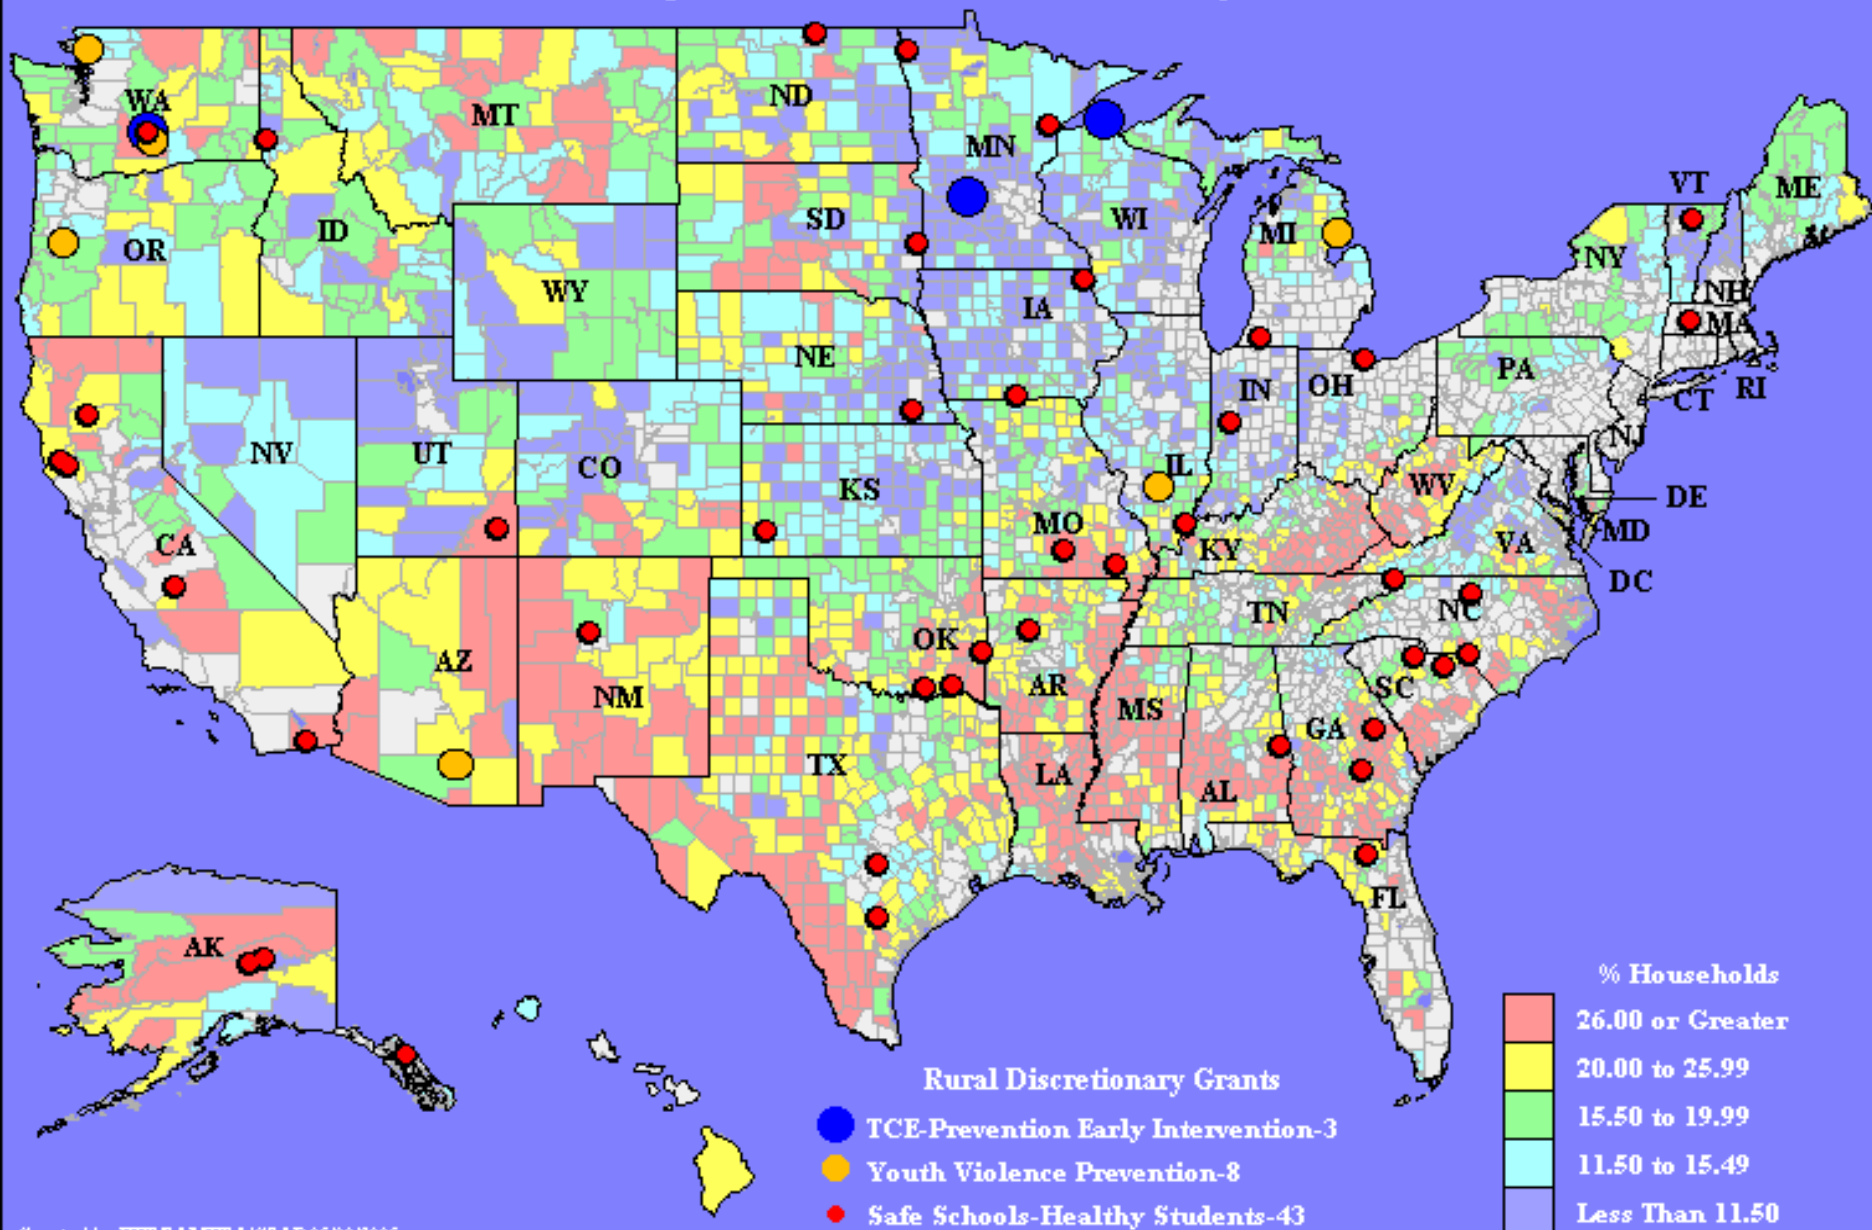 WA
MT
ND
MN
VT
ME
OR
ID
SD
WI
MI
NY
WY
IA
NH
MA
NE
PA
IN
OH
RI
CT
NV
UT
CO
NJ
IL
KS
WV
DE
MO
MD
CA
KY
VA
DC
TN
NC
OK
AZ
AR
SC
NM
MS
GA
TX
LA
AL
FL
AK
% Households
26.00 or Greater
20.00 to 25.99
15.50 to 19.99
11.50 to 15.49
Less Than 11.50
Rural Discretionary Grants
TCE-Prevention Early Intervention-3
Youth Violence Prevention-8
Safe Schools-Healthy Students-43